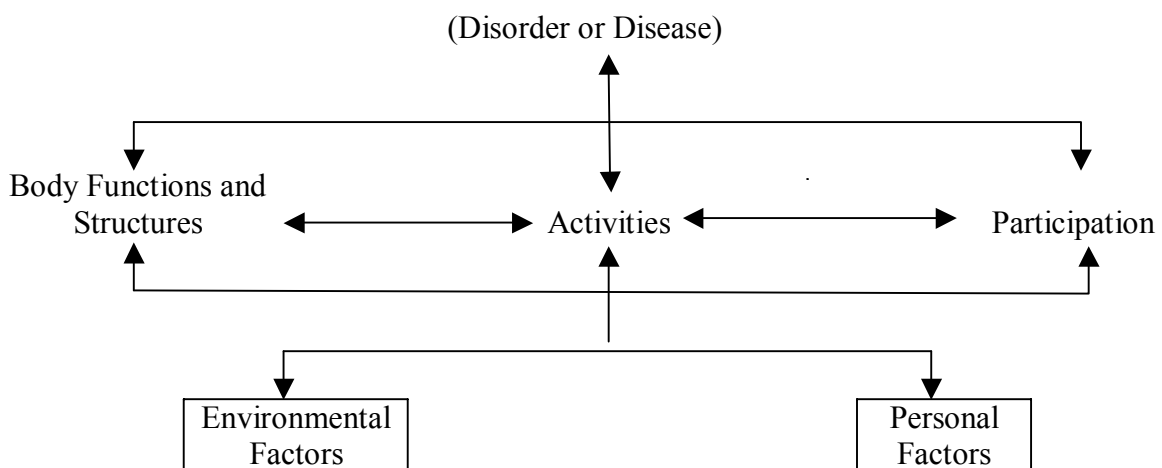 (Disorder or Disease)
Body Functions and
Structures
Activities
Participation
Environmental
Factors
Personal
Factors